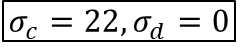 σ_c = 22, σ_d = 0